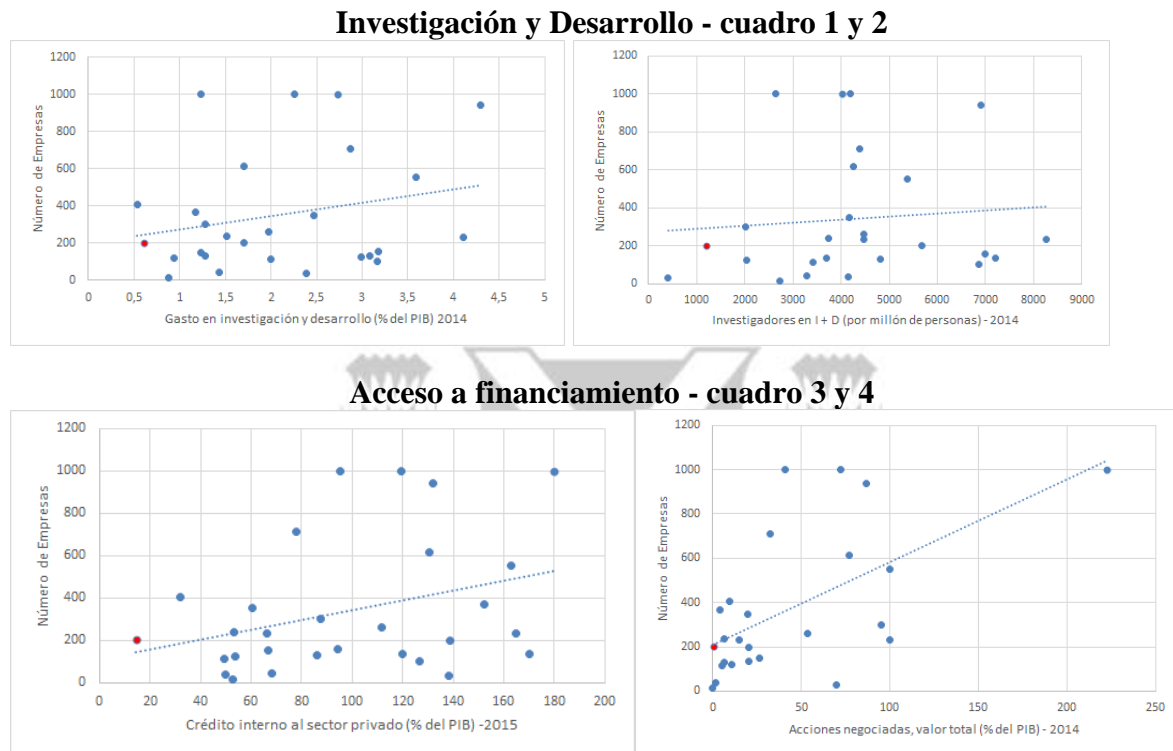 Investigación y Desarrollo - cuadro 1 y 2
1200
1000
800
600
400
200
0
Número de Empresas
0 0,5 1 1,5 2 2,5 3 3,5 4 4,5 5
Gasto en investigación y desarrollo (% del PIB) 2014
1200
1000
800
600
400
200
0
Número de Empresas
0 1000 2000 3000 4000 5000 6000 7000 8000 9000
Investigadores en I + D (por millón de personas) - 2014
Acceso a financiamiento - cuadro 3 y 4
1200
1000
800
600
400
200
0
Número de Empresas
0 20 40 60 80 100 120 140 160 180 200
Crédito interno al sector privado (% del PIB) -2015
1200
1000
800
600
400
200
0
Número de Empresas
0 50 100 150 200 250
Acciones negociadas, valor total (% del PIB) - 2014